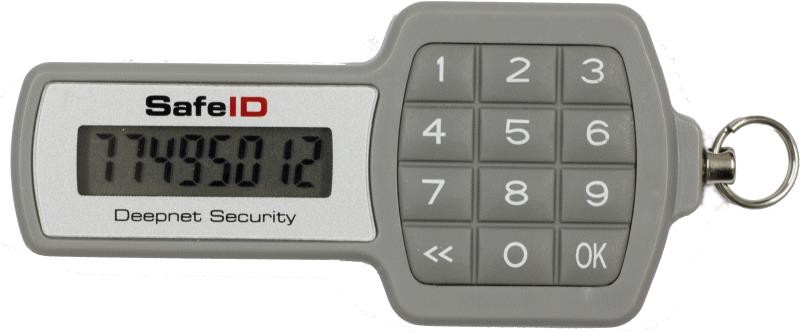 SafeID
77495012
Deepnet Security
1 2 3
4 5 6
7 8 9
<< 0 OK